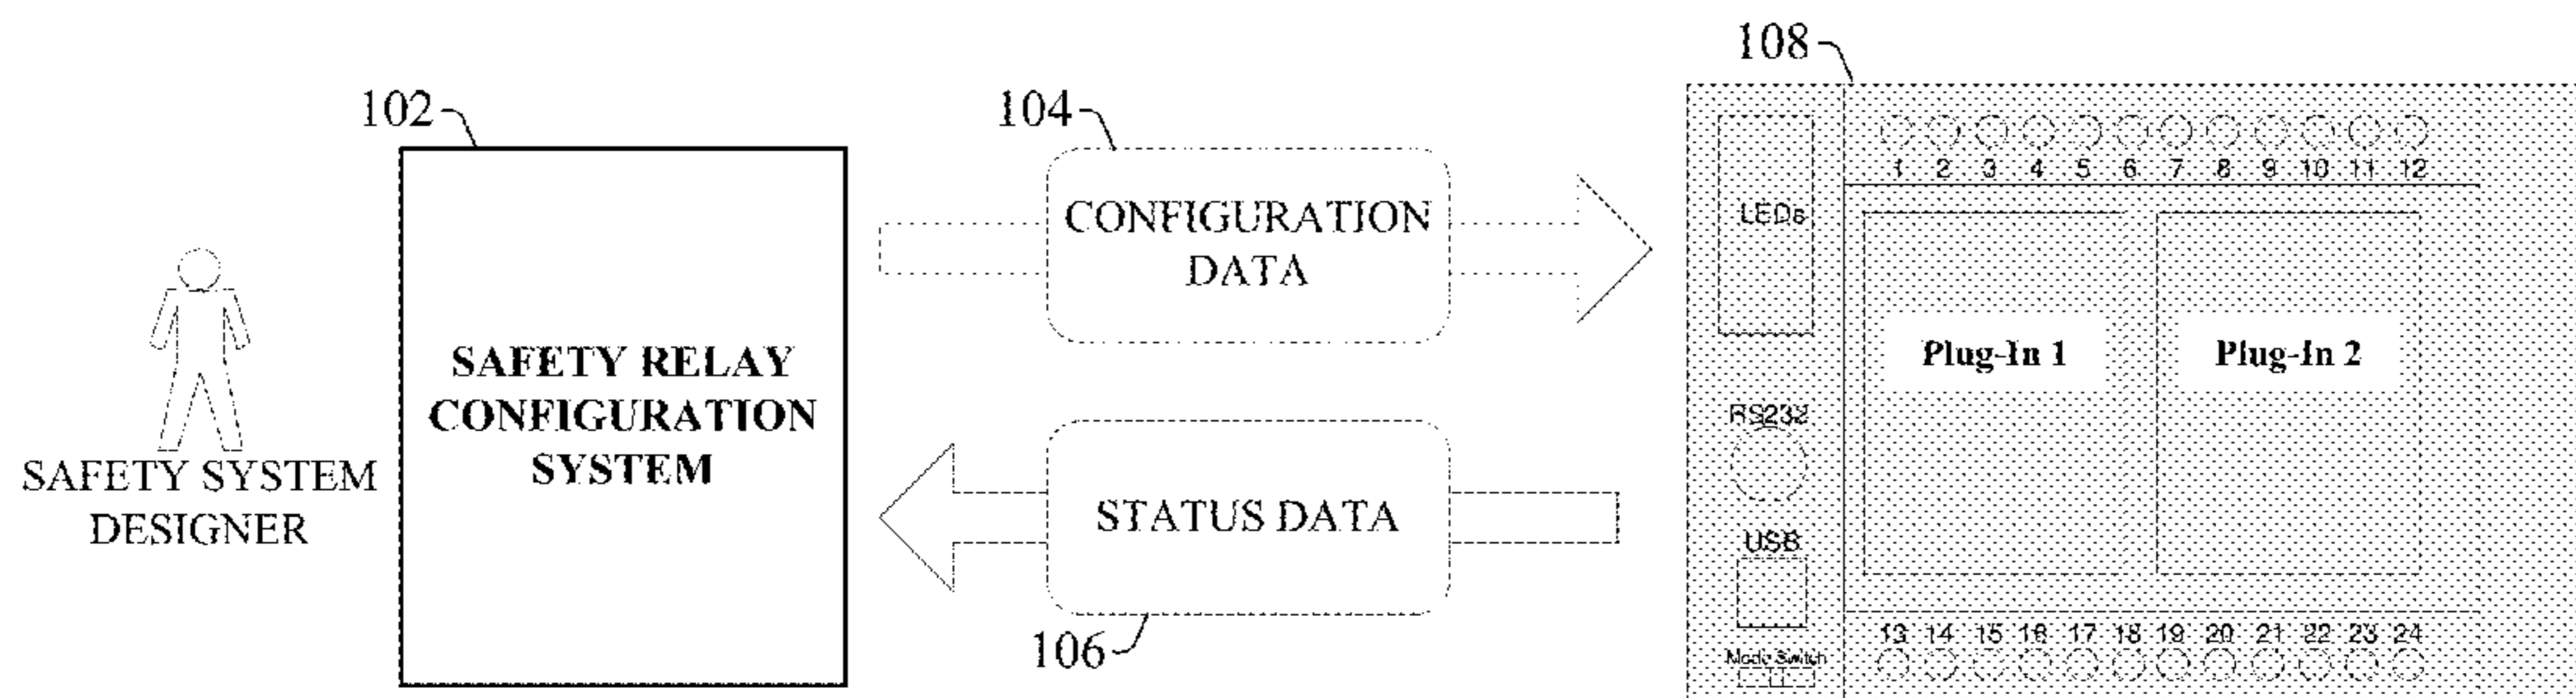 108
102
104
1 2 3 4 5 6 7 8 9 10 11 12
CONFIGURATION
DATA
LEDs
SAFETY RELAY
CONFIGURATION
SYSTEM
Plug-In 1
Plug-In 2
RS232
SAFETY SYSTEM
DESIGNER
STATUS DATA
USB
106
13 14 15 16 17 18 19 20 21 22 23 24
Mode Switch